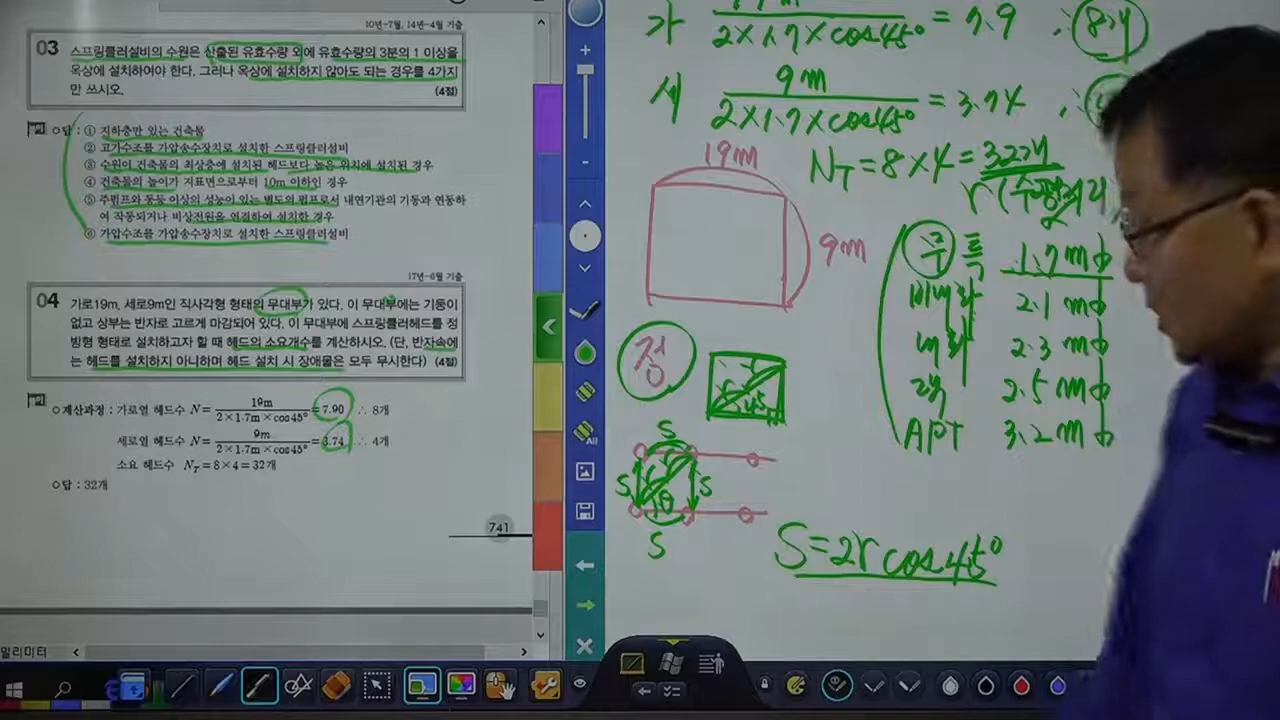 10년-7월, 14년-4월 기출
03 스프링클러설비의 수원은 산출된 유효수량 외에 유효수량의 3분의 1 이상을
옥상에 설치하여야 한다. 그러나 옥상에 설치하지 않아도 되는 경우를 4가지
만 쓰시오. (4점)
답 : ① 지하층만 있는 건축물
② 고가수조를 가압송수장치로 설치한 스프링클러설비
③ 수원이 건축물의 최상층에 설치된 헤드보다 높은 위치에 설치된 경우
④ 건축물의 높이가 지표면으로부터 10m 이하인 경우
⑤ 주펌프와 동등 이상의 성능이 있는 별도의 펌프로서 내연기관의 기동과 연동하
여 작동되거나 비상전원을 연결하여 설치한 경우
⑥ 가압수조를 가압송수장치로 설치한 스프링클러설비
17년-6월 기출
04 가로19m, 세로9m인 직사각형 형태의 무대부가 있다. 이 무대부에는 기둥이
없고 상부는 반자로 고르게 마감되어 있다. 이 무대부에 스프링클러헤드를 정
방형 형태로 설치하고자 할 때 헤드의 소요개수를 계산하시오. (단, 반자속에
는 헤드를 설치하지 아니하며 헤드 설치 시 장애물은 모두 무시한다) (4점)
계산과정 : 가로열 헤드수 N = 19m / 2×1.7m×cos45° = 7.90 ∴ 8개
세로열 헤드수 N = 9m / 2×1.7m×cos45° = 3.74 ∴ 4개
소요 헤드수 N_T = 8×4 = 32개
답 : 32개
741
밀리미터
All
가 2×1.7×cos45° = 7.9 ∴ 8개
세 9m / 2×1.7×cos45° = 3.74 ∴
N_T = 8×4 = 32개
19m
9m
r (수평거리)
무 특 1.7m
비내화 2.1m
내화 2.3m
2.5m
APT 3.2m
정
45
S
S r θ S
S
S=2r cos45°